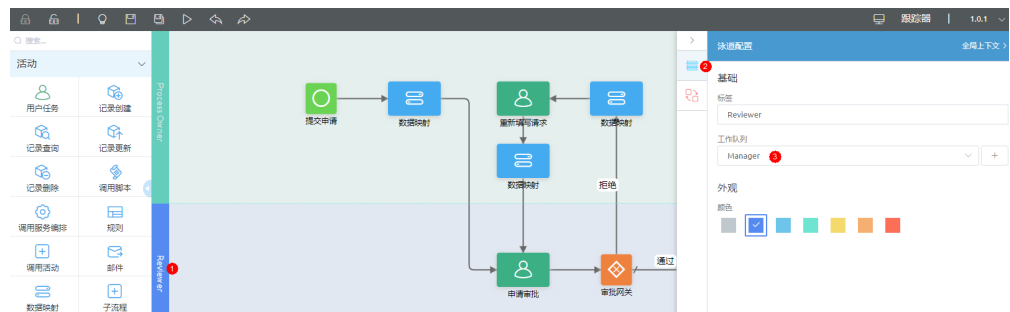 跟踪器
1.0.1
搜索...
活动
用户任务
记录创建
记录查询
记录更新
记录删除
调用脚本
调用服务编排
规则
调用活动
邮件
数据映射
子流程
Process Owner
Reviewer
1
提交申请
数据映射
重新填写请求
数据映射
数据映射
拒绝
通过
申请审批
审批网关
2
泳道配置
全局上下文
基础
标签
Reviewer
工作队列
Manager
3
外观
颜色